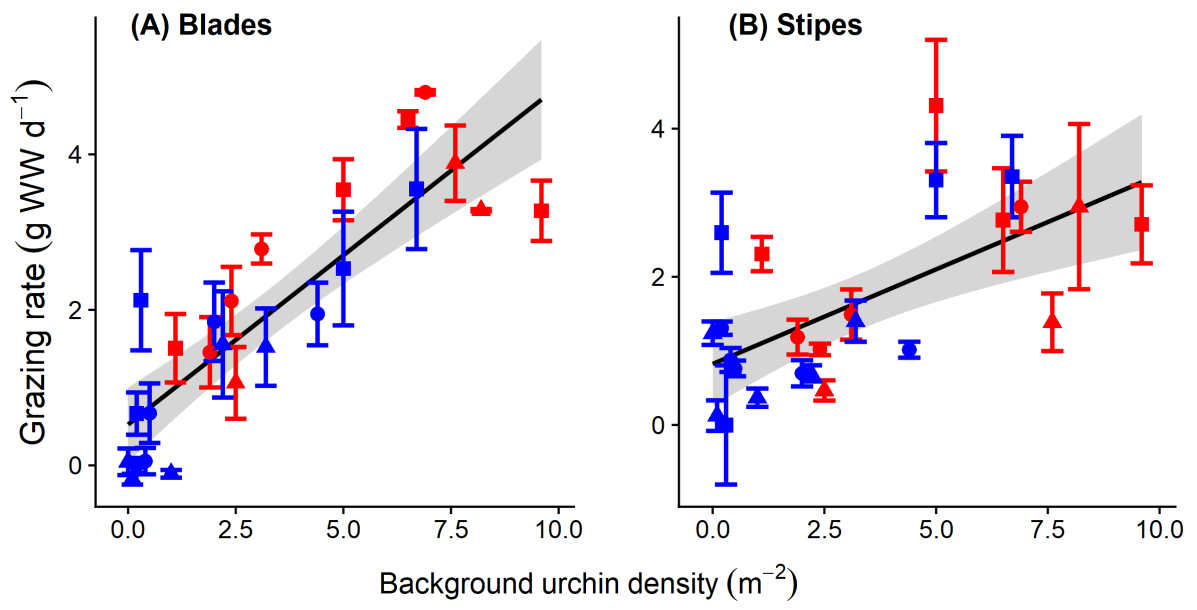 (A) Blades
(B) Stipes
Grazing rate (g WW d⁻¹)
4
2
0
4
2
0
0.0 2.5 5.0 7.5 10.0
0.0 2.5 5.0 7.5 10.0
Background urchin density (m⁻²)